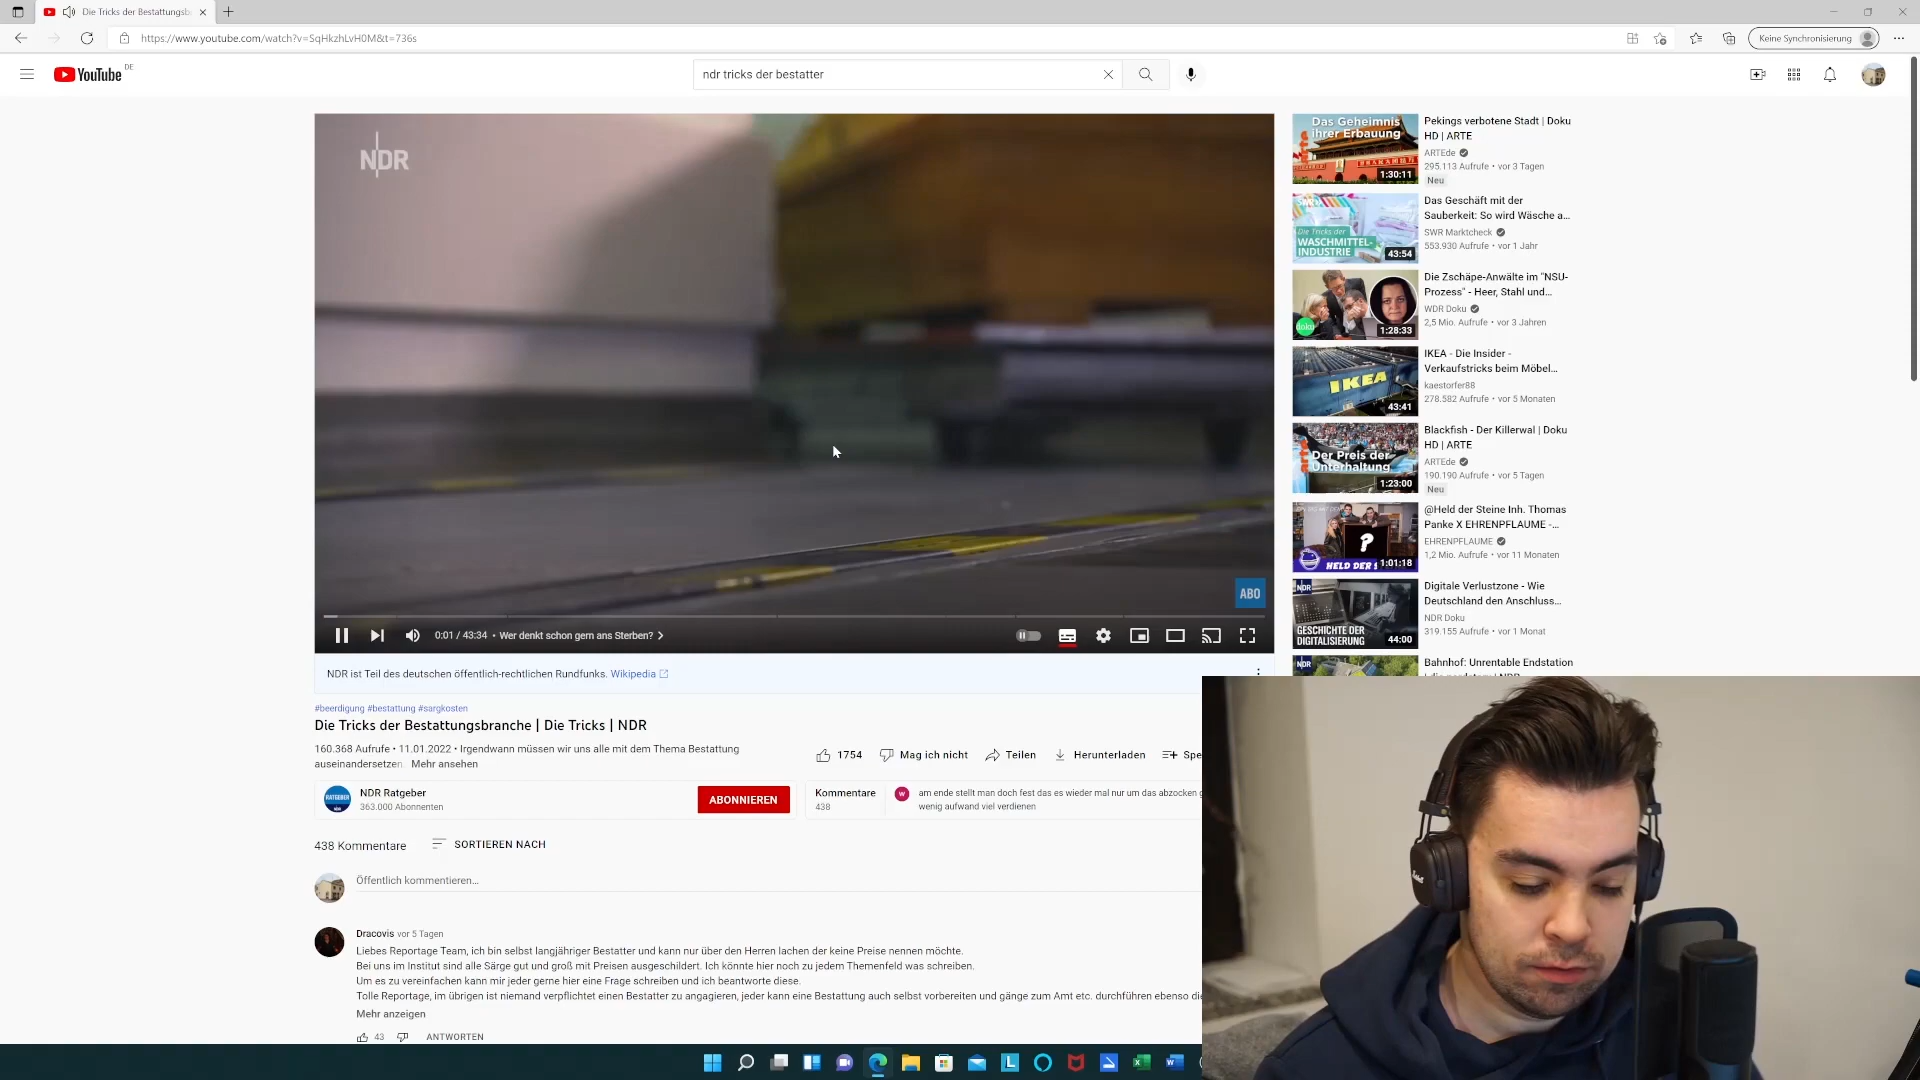 Die Tricks der Bestattungsb
https://www.youtube.com/watch?v=SqHkzhLvH0M&t=736s
Keine Synchronisierung
YouTube DE
ndr tricks der bestatter
NDR
ABO
0:01 / 43:34 • Wer denkt schon gern ans Sterben?
NDR ist Teil des deutschen öffentlich-rechtlichen Rundfunks. Wikipedia
#beerdigung #bestattung #sargkosten
Die Tricks der Bestattungsbranche | Die Tricks | NDR
160.368 Aufrufe • 11.01.2022 • Irgendwann müssen wir uns alle mit dem Thema Bestattung
auseinandersetzen. Mehr ansehen
1754
Mag ich nicht
Teilen
Herunterladen
Spe
RATGEBER
NDR Ratgeber
363.000 Abonnenten
ABONNIEREN
Kommentare
438
W
am ende stellt man doch fest das es wieder mal nur um das abzocken g
wenig aufwand viel verdienen
438 Kommentare
SORTIEREN NACH
Öffentlich kommentieren...
Dracovis vor 5 Tagen
Liebes Reportage Team, ich bin selbst langjähriger Bestatter und kann nur über den Herren lachen der keine Preise nennen möchte.
Bei uns im Institut sind alle Särge gut und groß mit Preisen ausgeschildert. Ich könnte hier noch zu jedem Themenfeld was schreiben.
Um es zu vereinfachen kann mir jeder gerne hier eine Frage schreiben und ich beantworte diese.
Tolle Reportage, im übrigen ist niemand verpflichtet einen Bestatter zu angagieren, jeder kann eine Bestattung auch selbst vorbereiten und gänge zum Amt etc. durchführen ebenso die
Mehr anzeigen
43
ANTWORTEN
Das Geheimnis
ihrer Erbauung
arte
1:30:11
Pekings verbotene Stadt | Doku
HD | ARTE
ARTEde
295.113 Aufrufe • vor 3 Tagen
Neu
Die Tricks der
WASCHMITTEL-
INDUSTRIE
43:54
Das Geschäft mit der
Sauberkeit: So wird Wäsche a...
SWR Marktcheck
553.930 Aufrufe • vor 1 Jahr
doku
1:28:33
Die Zschäpe-Anwälte im "NSU-
Prozess" - Heer, Stahl und...
WDR Doku
2,5 Mio. Aufrufe • vor 3 Jahren
IKEA
43:41
IKEA - Die Insider -
Verkaufstricks beim Möbel...
kaestorfer88
278.582 Aufrufe • vor 5 Monaten
Der Preis der
Unterhaltung
arte
1:23:00
Blackfish - Der Killerwal | Doku
HD | ARTE
ARTEde
190.190 Aufrufe • vor 5 Tagen
Neu
?
HELD DER S
1:01:18
@Held der Steine Inh. Thomas
Panke X EHRENPFLAUME -...
EHRENPFLAUME
1,2 Mio. Aufrufe • vor 11 Monaten
NDR
GESCHICHTE DER
DIGITALISIERUNG
44:00
Digitale Verlustzone - Wie
Deutschland den Anschluss...
NDR Doku
319.155 Aufrufe • vor 1 Monat
NDR
Bahnhof: Unrentable Endstation
Marshall